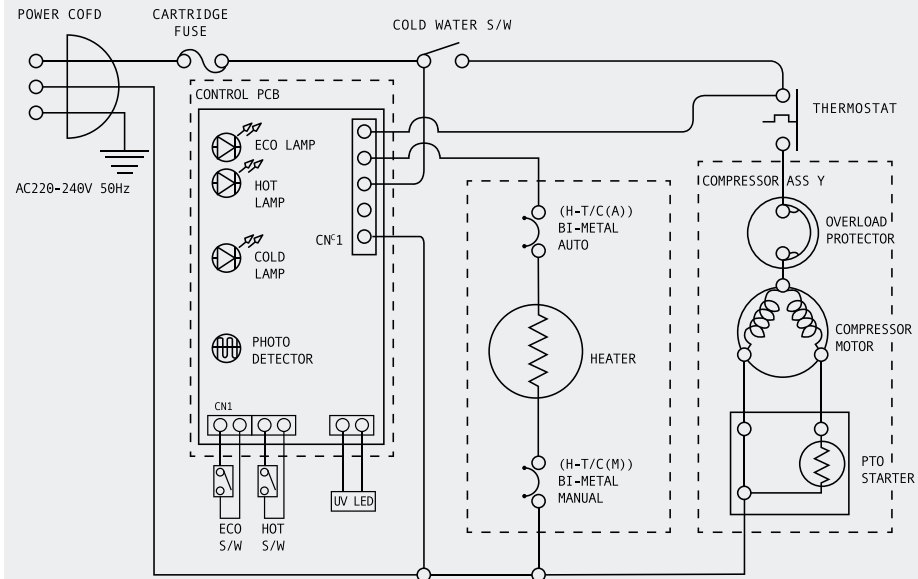 POWER COFD
CARTRIDGE
FUSE
COLD WATER S/W
CONTROL PCB
THERMOSTAT
ECO LAMP
HOT
LAMP
COLD
LAMP
CNᶜ1
PHOTO
DETECTOR
CN1
AC220-240V 50Hz
ECO
S/W
HOT
S/W
UV LED
(H-T/C(A))
BI-METAL
AUTO
HEATER
(H-T/C(M))
BI-METAL
MANUAL
COMPRESSOR ASS Y
OVERLOAD
PROTECTOR
COMPRESSOR
MOTOR
PTO
STARTER